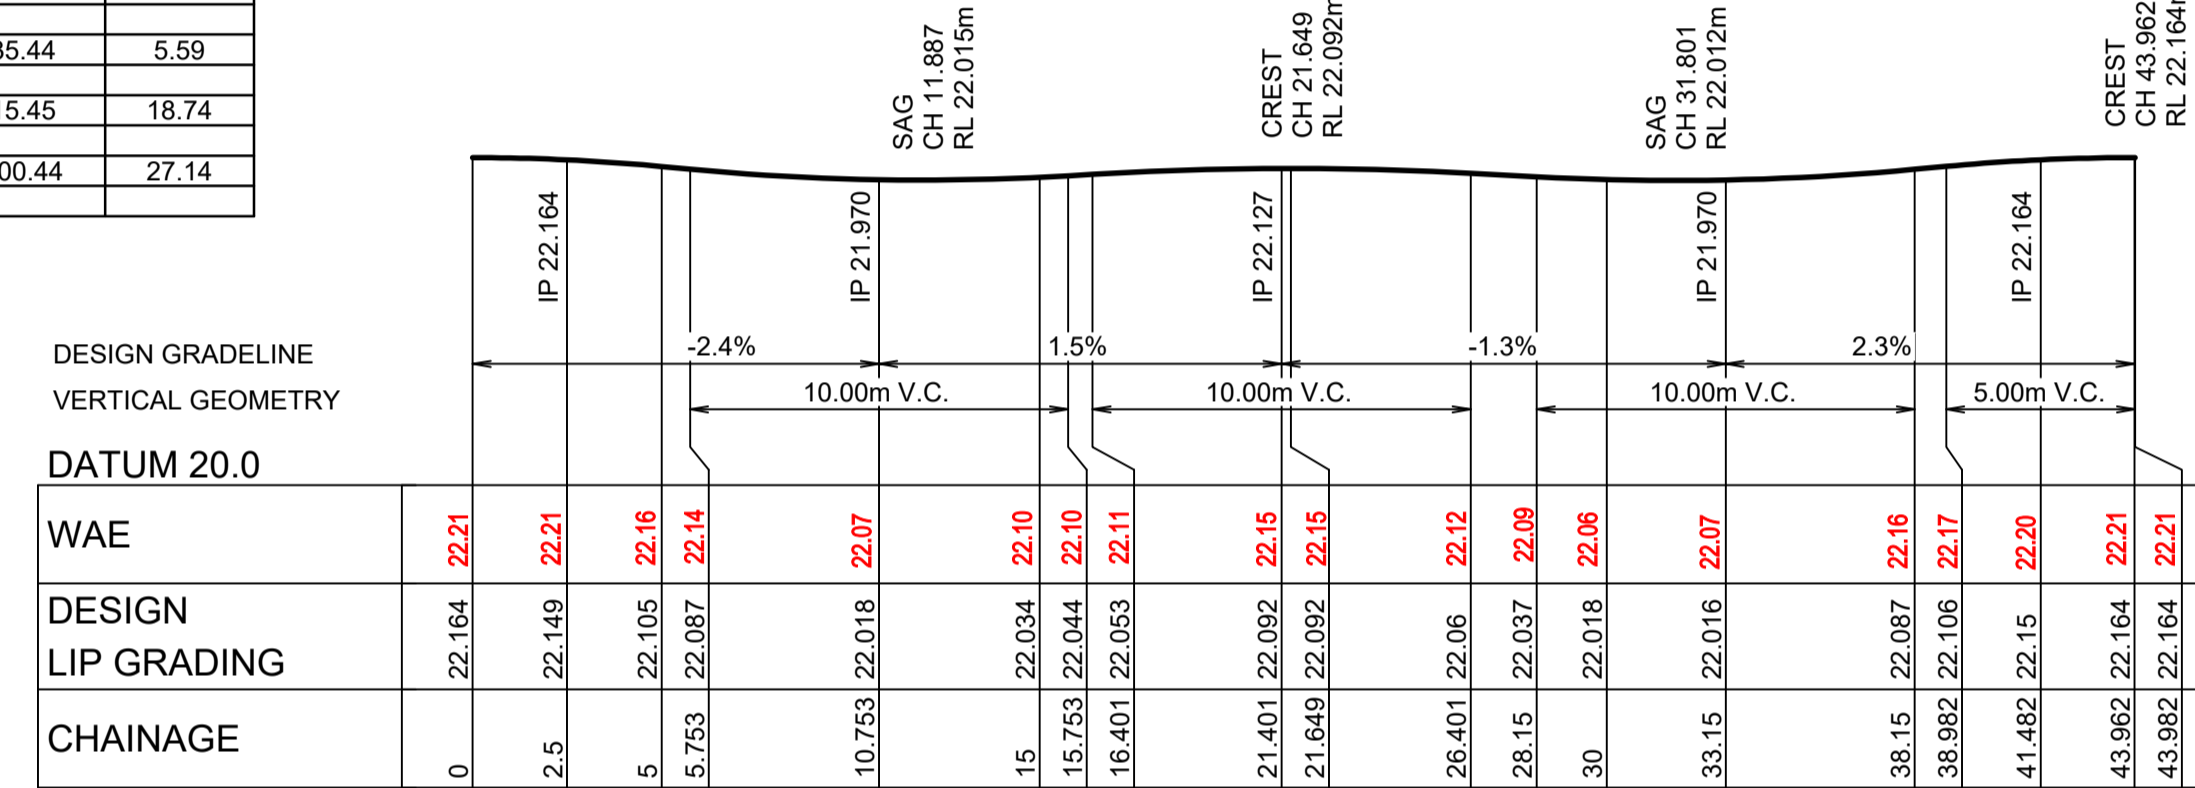 5.59
18.74
27.14
SAG
CH 11.887
RL 22.015m
CREST
CH 21.649
RL 22.092m
SAG
CH 31.801
RL 22.012m
CREST
CH 43.962
RL 22.164m
IP 22.164
IP 21.970
IP 22.127
IP 21.970
IP 22.164
DESIGN GRADELINE -2.4% 1.5% -1.3% 2.3%
VERTICAL GEOMETRY 10.00m V.C. 10.00m V.C. 10.00m V.C. 5.00m V.C.
DATUM 20.0
WAE 22.21 22.21 22.16 22.14 22.07 22.10 22.10 22.11 22.15 22.15 22.12 22.09 22.06 22.07 22.16 22.17 22.20 22.21 22.21
DESIGN
LIP GRADING 22.164 22.149 22.105 22.087 22.018 22.034 22.044 22.053 22.092 22.092 22.06 22.037 22.018 22.016 22.087 22.106 22.15 22.164 22.164
CHAINAGE 0 2.5 5 5.753 10.753 15 15.753 16.401 21.401 21.649 26.401 28.15 30 33.15 38.15 38.982 41.482 43.962 43.982